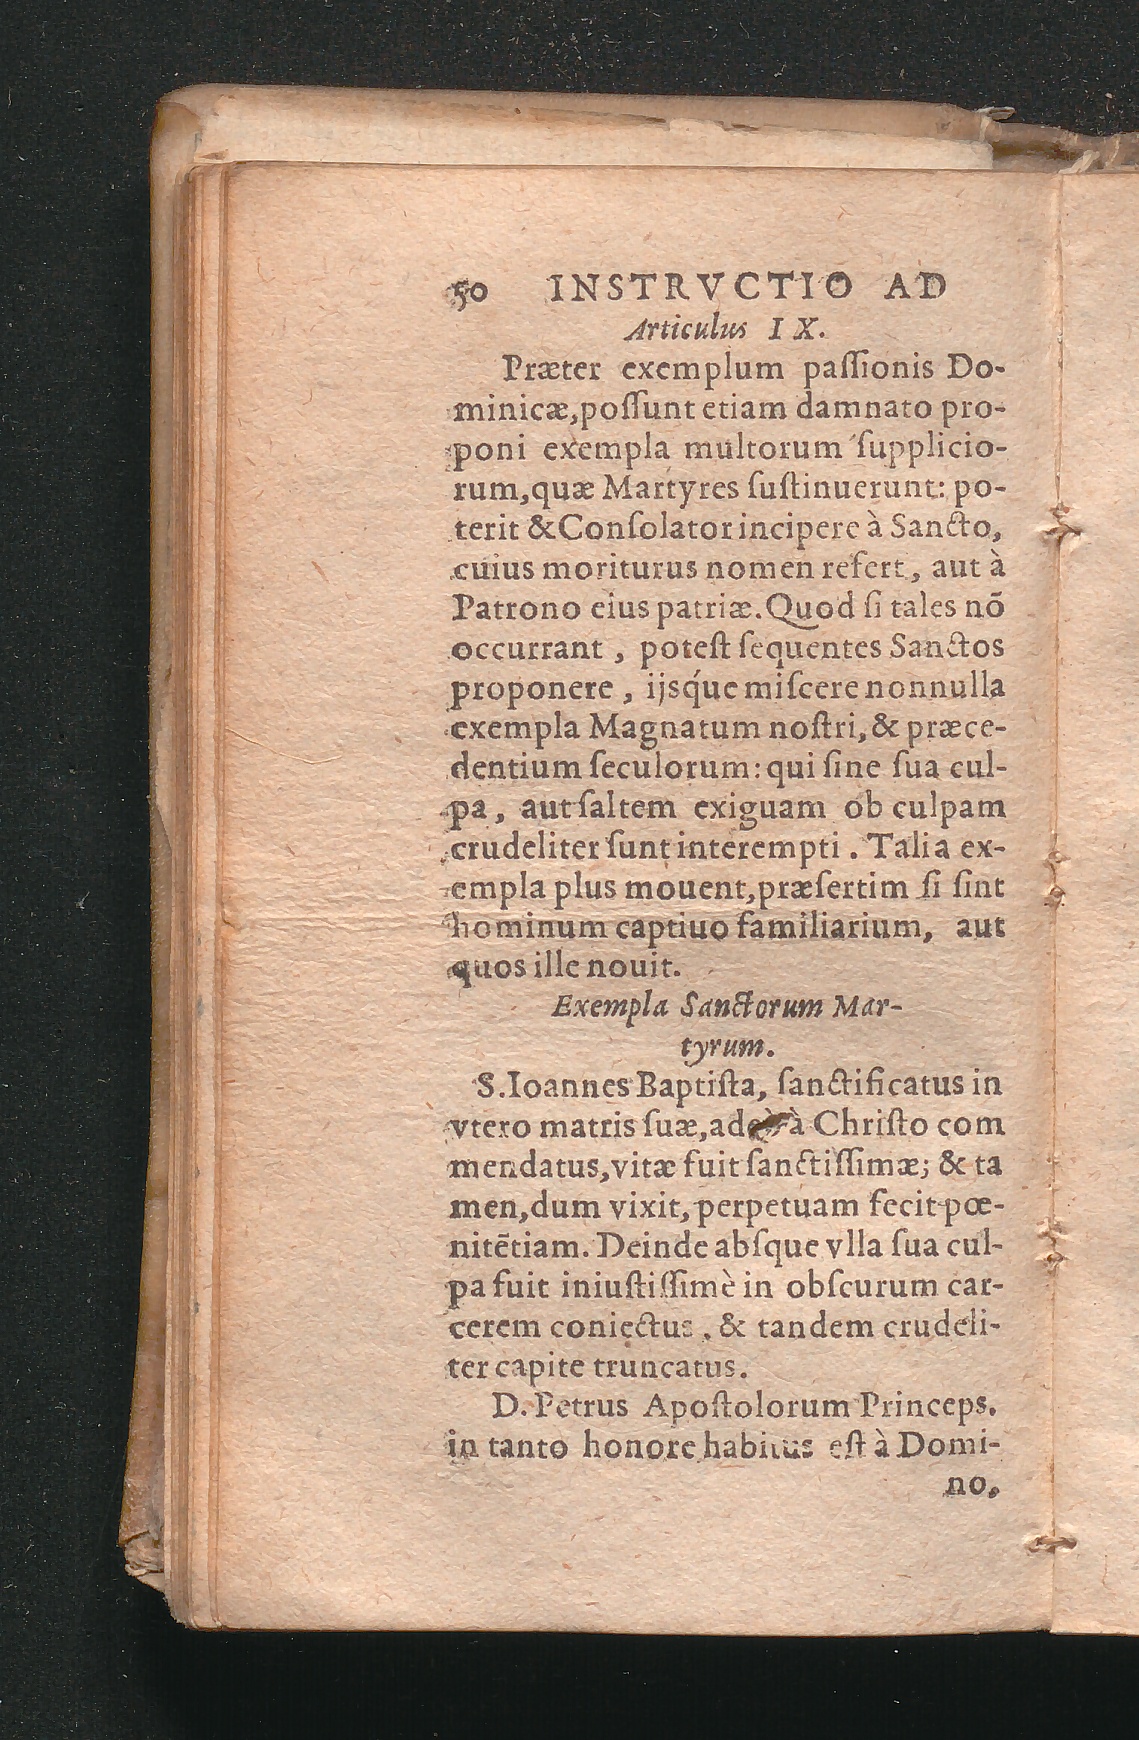 50 INSTRVCTIO AD
Articulus IX.
Præter exemplum paſſionis Do-
minicæ, poſſunt etiam damnato pro-
poni exempla multorum ſupplicio-
rum, quæ Martyres ſuſtinuerunt: po-
terit & Conſolator incipere à Sancto,
cuius moriturus nomen refert, aut à
Patrono eius patriæ. Quod ſi tales nõ
occurrant, poteſt ſequentes Sanctos
proponere, ijsq́ue miſcere nonnulla
exempla Magnatum noſtri, & præce-
dentium ſeculorum: qui ſine ſua cul-
pa, aut ſaltem exiguam ob culpam
crudeliter ſunt interempti. Talia ex-
empla plus mouent, præſertim ſi ſint
hominum captiuo familiarium, aut
quos ille nouit.
Exempla Sanctorum Mar-
tyrum.
S. Ioannes Baptiſta, ſanctificatus in
vtero matris ſuæ, adeò à Chriſto com
mendatus, vitæ fuit ſanctiſſimæ; & ta
men, dum vixit, perpetuam fecit pœ-
nitẽtiam. Deinde abſque vlla ſua cul-
pa fuit iniuſtiſſimè in obſcurum car-
cerem coniectus, & tandem crudeli-
ter capite truncatus.
D. Petrus Apoſtolorum Princeps.
in tanto honore habitus eſt à Domi-
no,